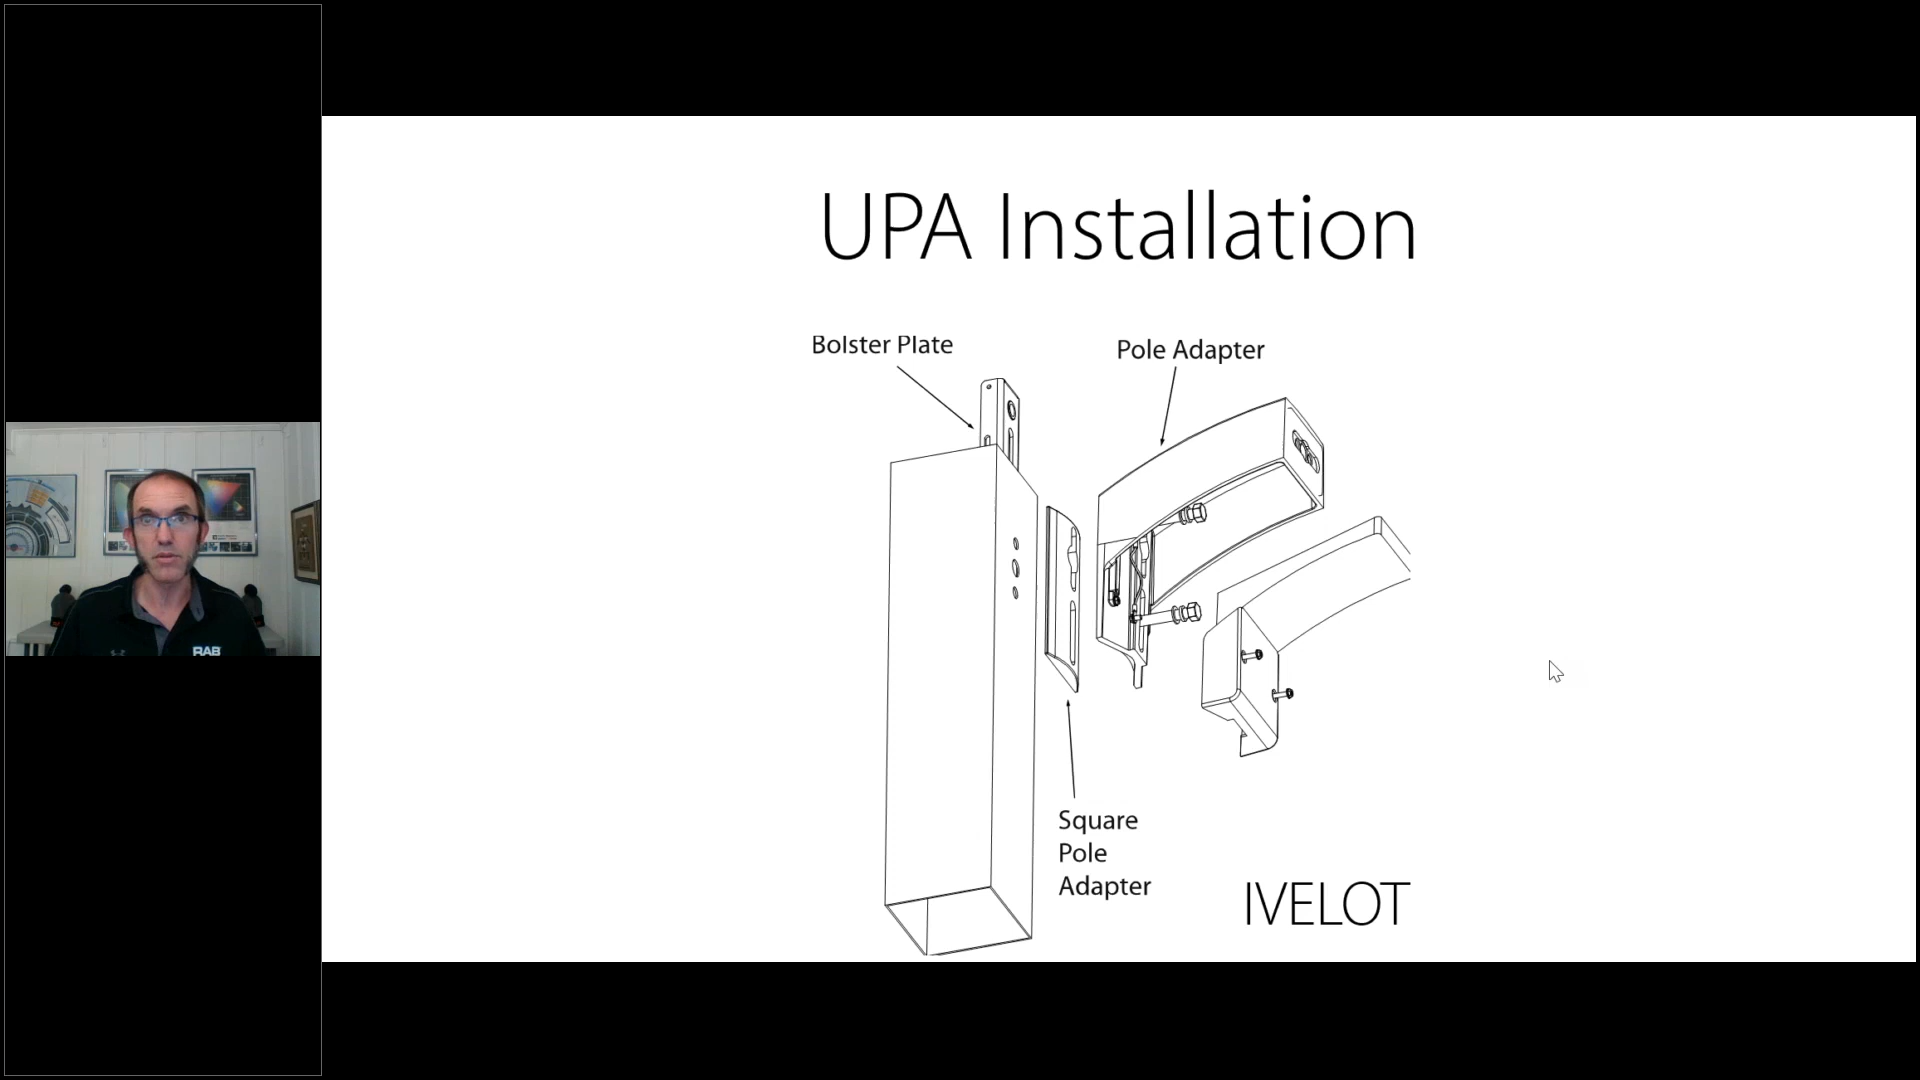 UPA Installation
Bolster Plate
Pole Adapter
Square
Pole
Adapter
IVELOT
RAB